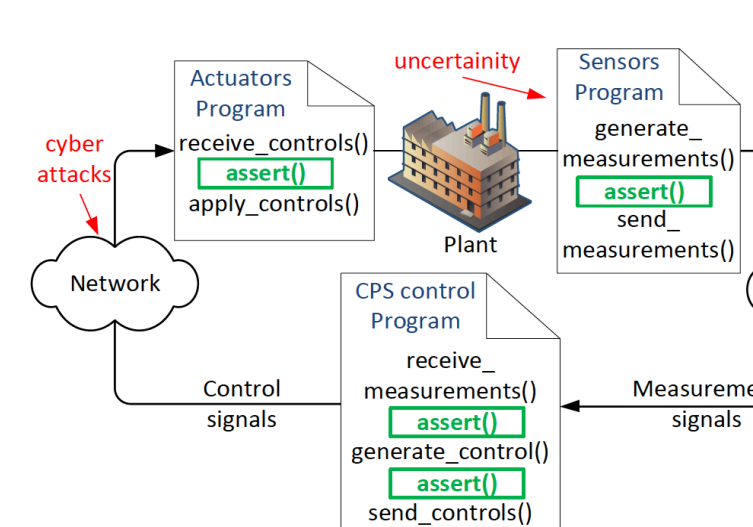 uncertainity
Actuators
Program
receive_controls()
assert()
apply_controls()
cyber
attacks
Network
Plant
Sensors
Program
generate_
measurements()
assert()
send_
measurements()
CPS control
Program
receive_
measurements()
assert()
generate_control()
assert()
send_controls()
Control
signals
signals